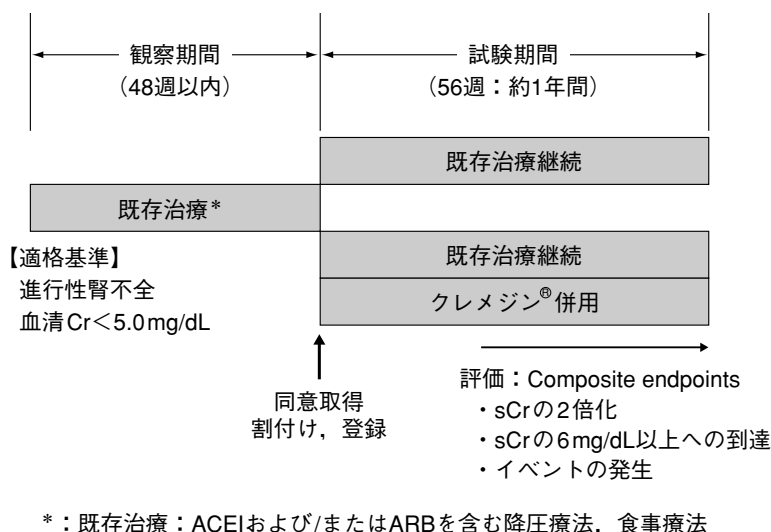 観察期間
(48週以内)
試験期間
(56週：約1年間)
既存治療継続
既存治療*
既存治療継続
クレメジン®併用
【適格基準】
進行性腎不全
血清Cr＜5.0mg/dL
同意取得
割付け，登録
評価：Composite endpoints
・sCrの2倍化
・sCrの6mg/dL以上への到達
・イベントの発生
*：既存治療：ACEIおよび/またはARBを含む降圧療法，食事療法